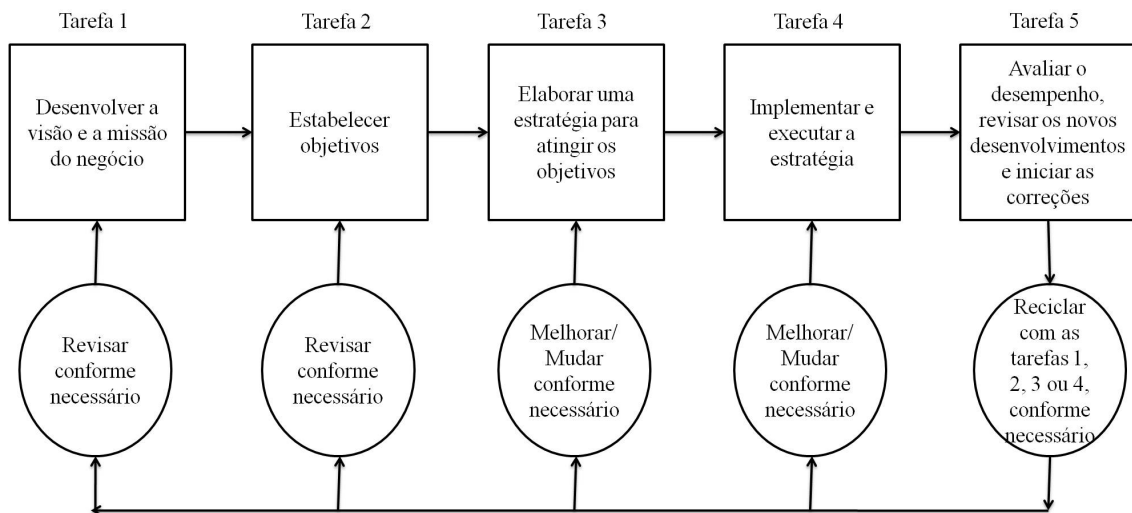 Tarefa 1
Tarefa 2
Tarefa 3
Tarefa 4
Tarefa 5
Desenvolver a
visão e a missão
do negócio
Estabelecer
objetivos
Elaborar uma
estratégia para
atingir os
objetivos
Implementar e
executar a
estratégia
Avaliar o
desempenho,
revisar os novos
desenvolvimentos
e iniciar as
correções
Revisar
conforme
necessário
Revisar
conforme
necessário
Melhorar/
Mudar
conforme
necessário
Melhorar/
Mudar
conforme
necessário
Reciclar
com as
tarefas 1,
2, 3 ou 4,
conforme
necessário